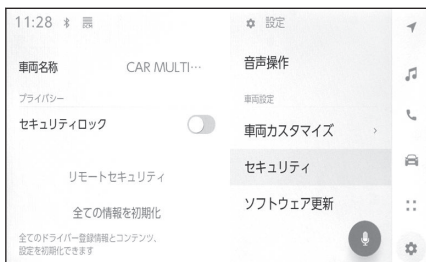 11:28
設定
車両名称 CAR MULTI…
音声操作
プライバシー
車両設定
セキュリティロック
車両カスタマイズ
セキュリティ
リモートセキュリティ
ソフトウェア更新
全ての情報を初期化
全てのドライバー登録情報とコンテンツ、
設定を初期化できます